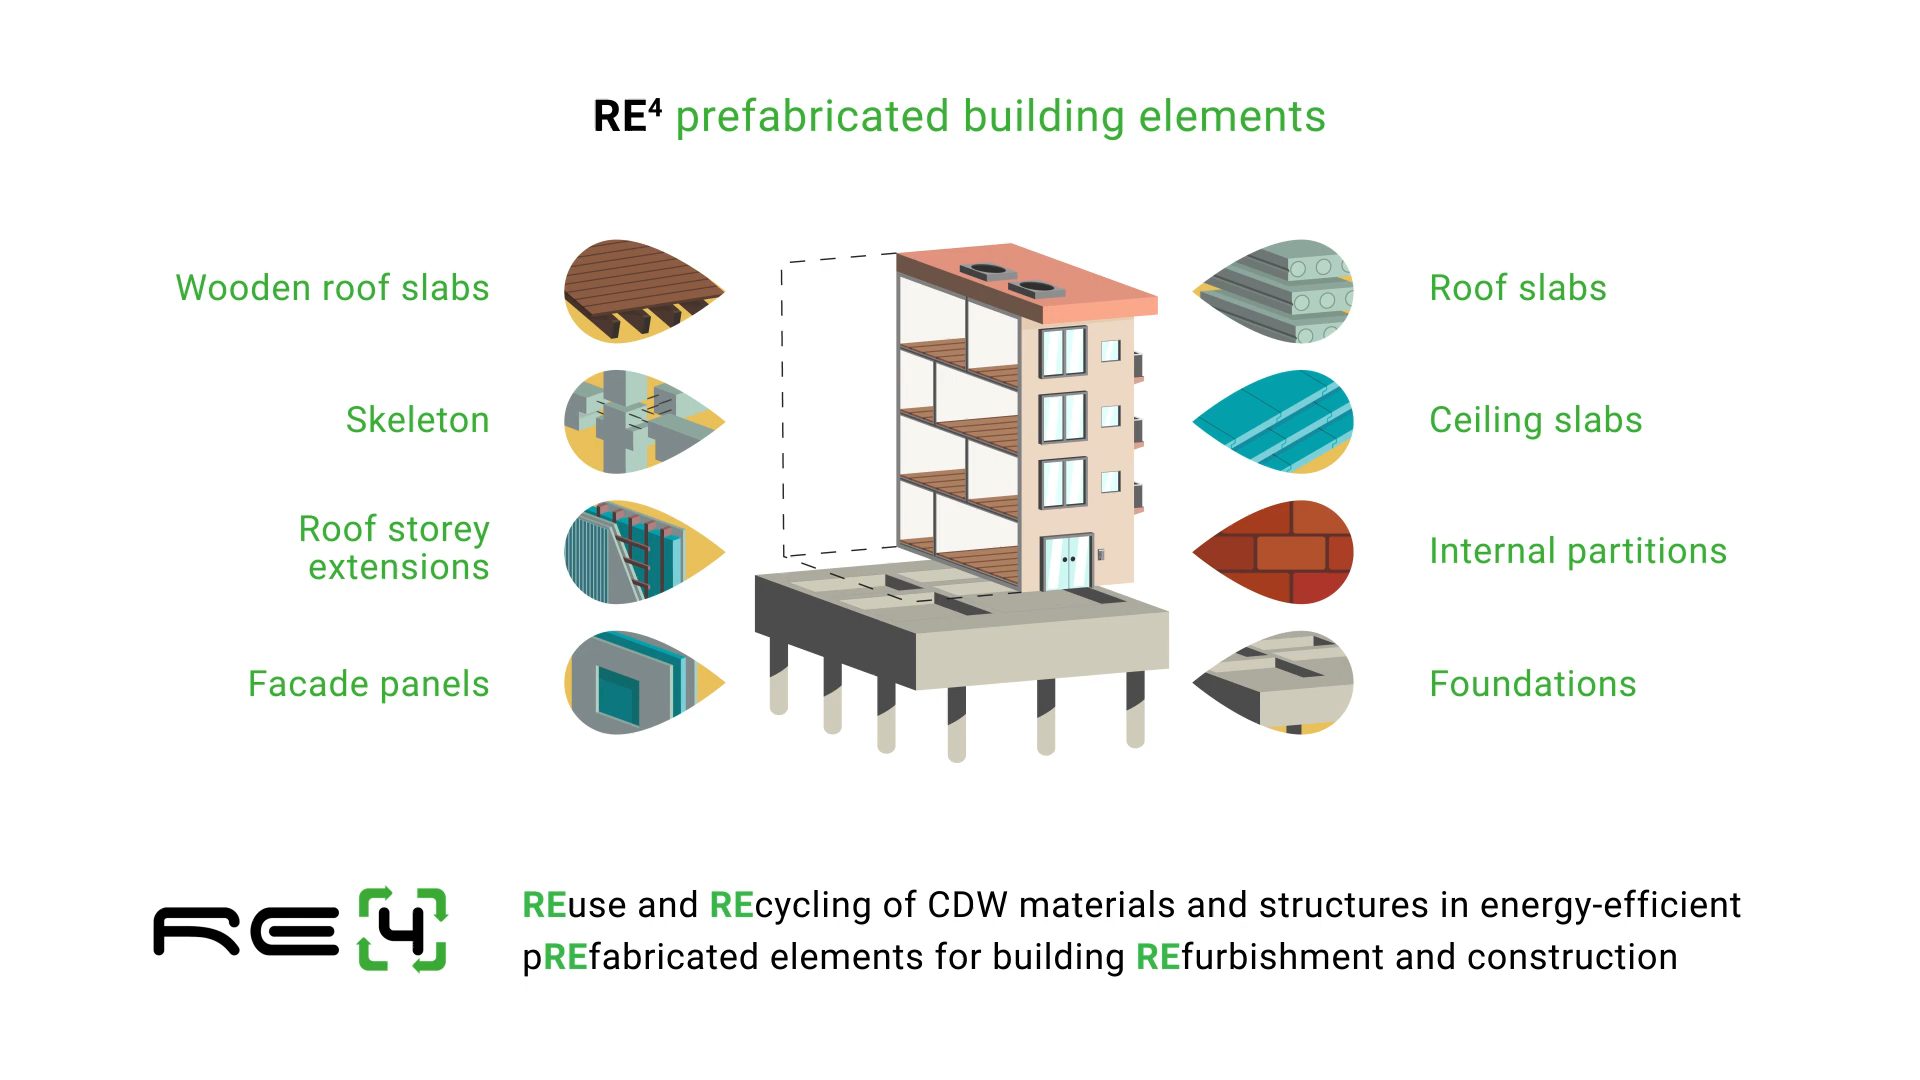 RE⁴ prefabricated building elements
Wooden roof slabs
Skeleton
Roof storey
extensions
Facade panels
Roof slabs
Ceiling slabs
Internal partitions
Foundations
RE4
REuse and REcycling of CDW materials and structures in energy-efficient
pREfabricated elements for building REfurbishment and construction